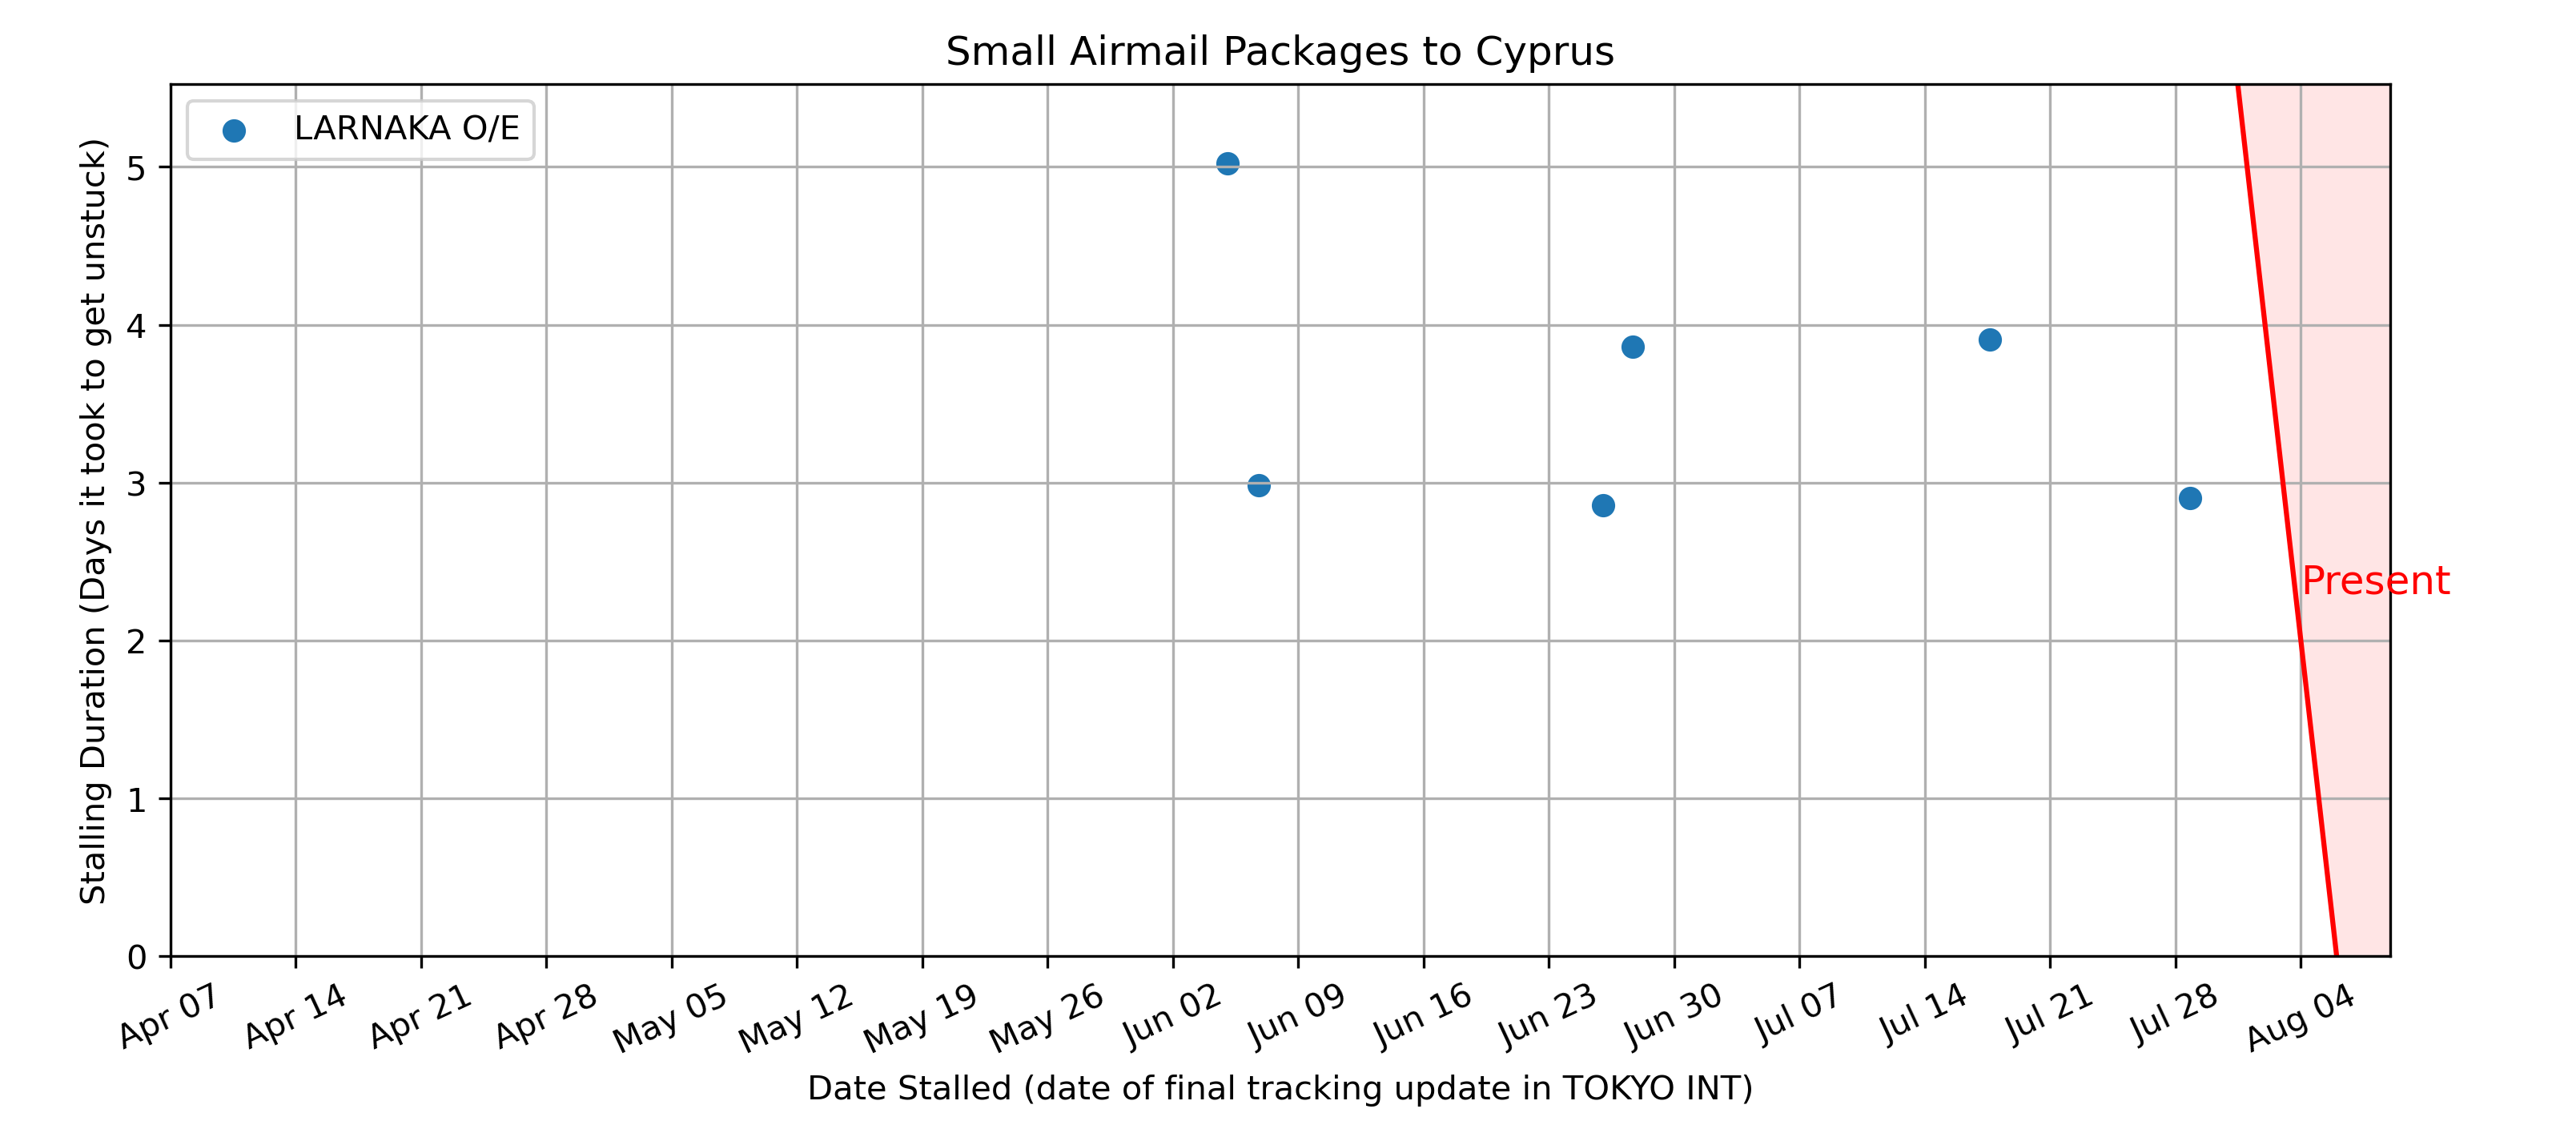 Small Airmail Packages to Cyprus
LARNAKA O/E
Stalling Duration (Days it took to get unstuck)
5
4
3
2
1
0
Present
Apr 07
Apr 14
Apr 21
Apr 28
May 05
May 12
May 19
May 26
Jun 02
Jun 09
Jun 16
Jun 23
Jun 30
Jul 07
Jul 14
Jul 21
Jul 28
Aug 04
Date Stalled (date of final tracking update in TOKYO INT)